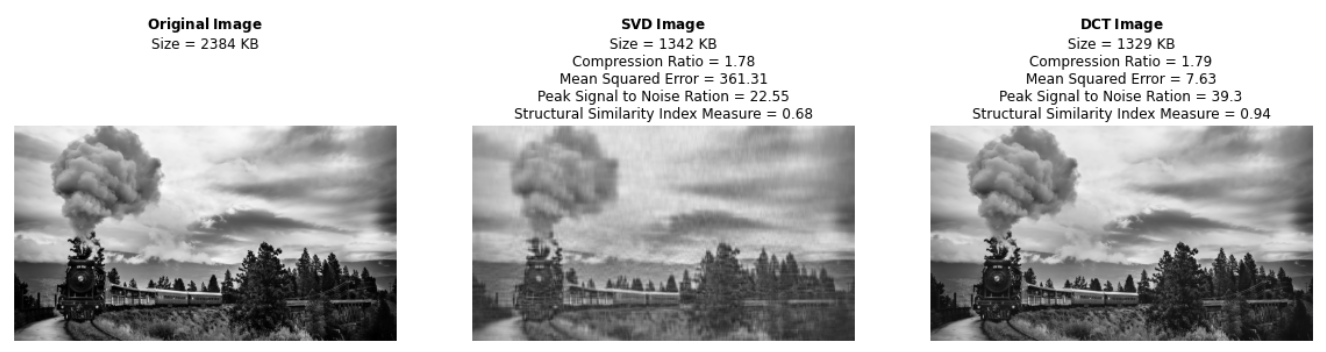 Original Image
Size = 2384 KB
SVD Image
Size = 1342 KB
Compression Ratio = 1.78
Mean Squared Error = 361.31
Peak Signal to Noise Ration = 22.55
Structural Similarity Index Measure = 0.68
DCT Image
Size = 1329 KB
Compression Ratio = 1.79
Mean Squared Error = 7.63
Peak Signal to Noise Ration = 39.3
Structural Similarity Index Measure = 0.94